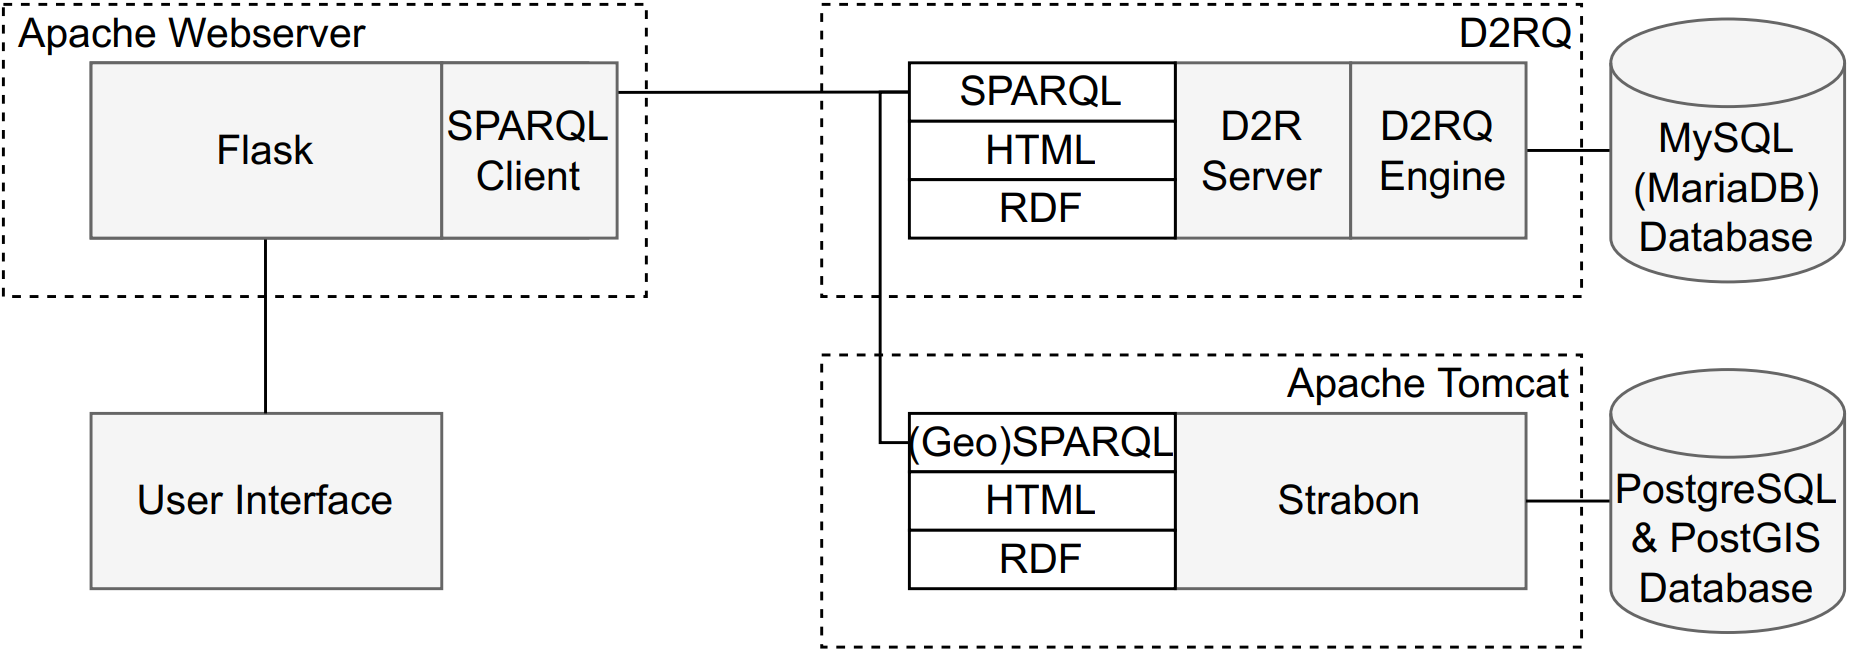 Apache Webserver
Flask
SPARQL
Client
User Interface
D2RQ
SPARQL
HTML
RDF
D2R
Server
D2RQ
Engine
MySQL
(MariaDB)
Database
Apache Tomcat
(Geo)SPARQL
HTML
RDF
Strabon
PostgreSQL
& PostGIS
Database